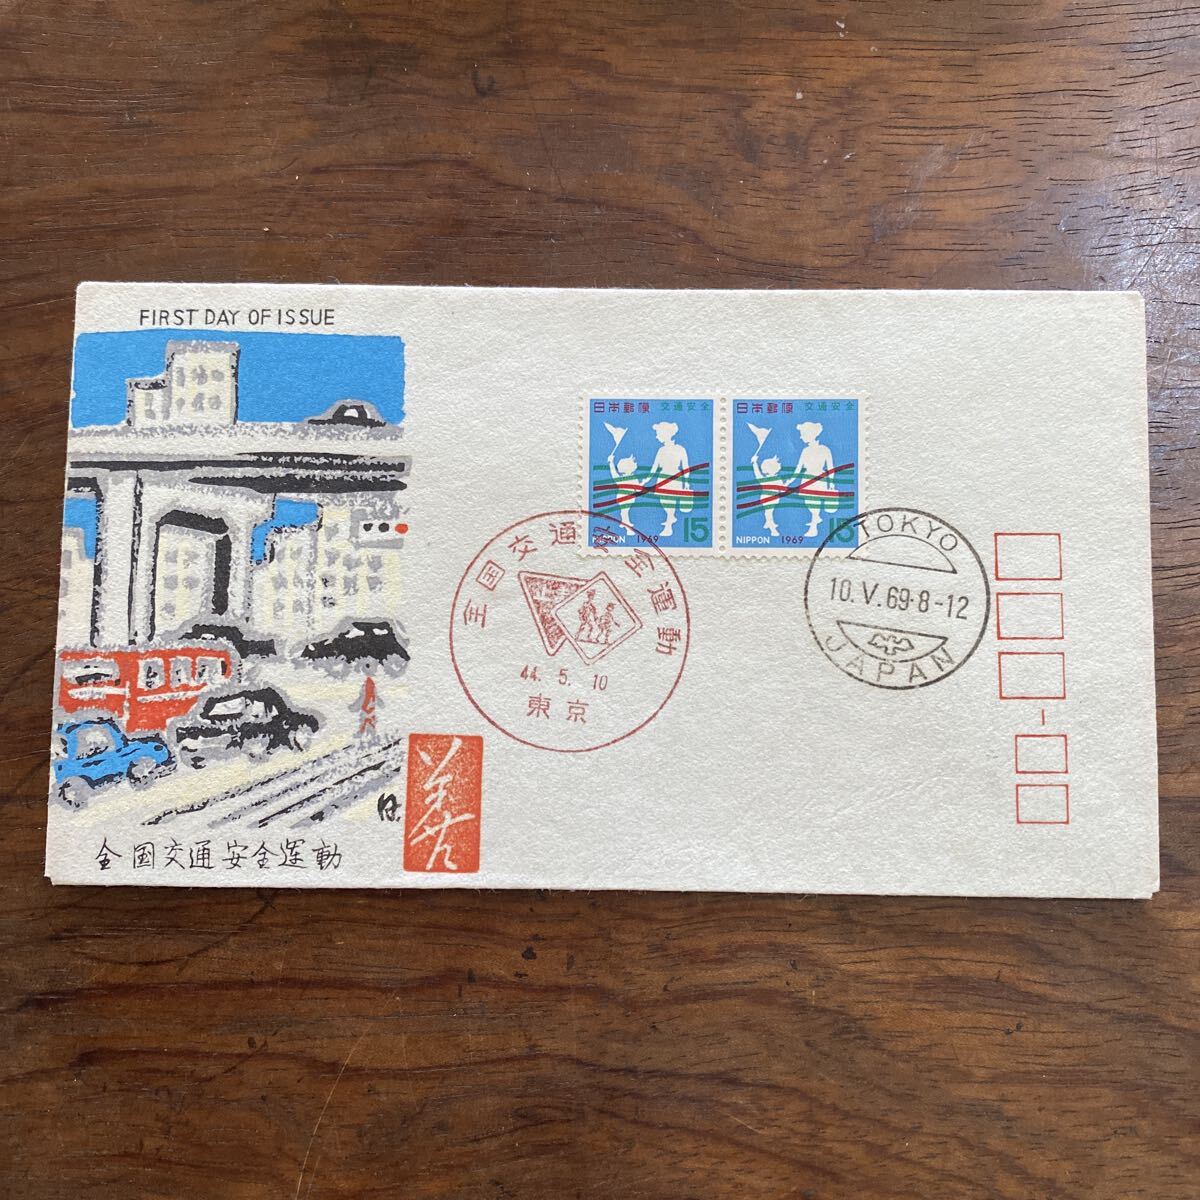 FIRST DAY OF ISSUE
日本郵便 交通安全
NIPPON 1969 15
日本郵便 交通安全
NIPPON 1969 15
全国交通安全運動
44.5.10
東京
TOKYO
10.V.69·8-12
JAPAN
全国交通安全運動